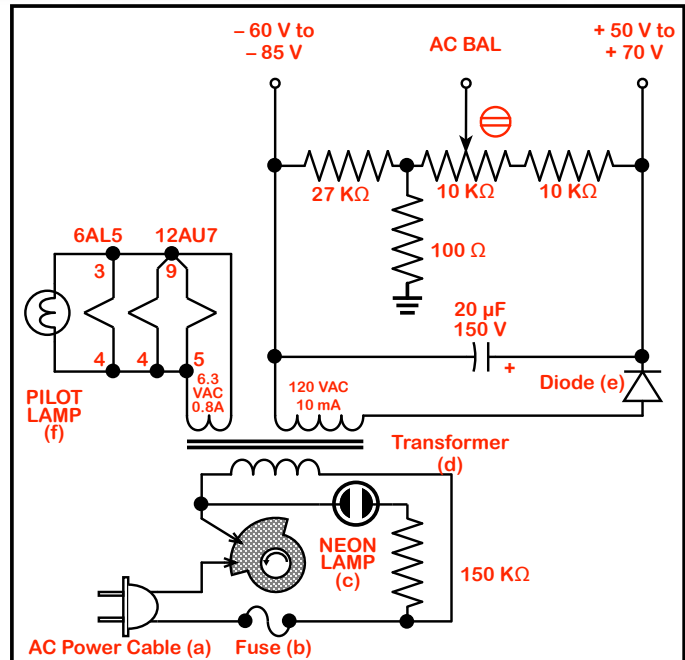 – 60 V to
– 85 V
AC BAL
+ 50 V to
+ 70 V
27 KΩ
10 KΩ
10 KΩ
100 Ω
6AL5
12AU7
3
9
4
4
5
20 µF
150 V
+
6.3
VAC
0.8A
120 VAC
10 mA
Diode (e)
PILOT
LAMP
(f)
Transformer
(d)
NEON
LAMP
(c)
150 KΩ
AC Power Cable (a)
Fuse (b)